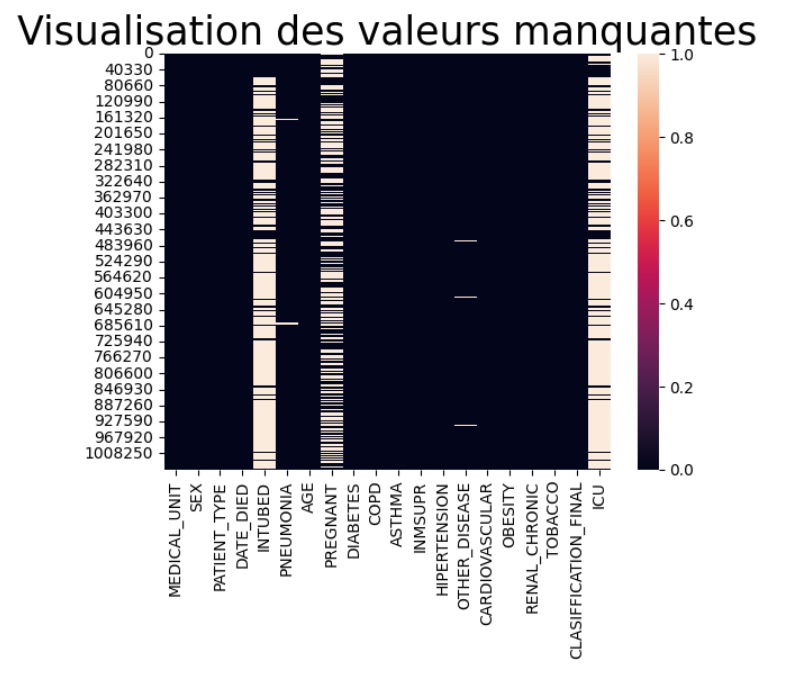 Visualisation des valeurs manquantes
0
40330
80660
120990
161320
201650
241980
282310
322640
362970
403300
443630
483960
524290
564620
604950
645280
685610
725940
766270
806600
846930
887260
927590
967920
1008250
1.0
0.8
0.6
0.4
0.2
0.0
MEDICAL_UNIT
SEX
PATIENT_TYPE
DATE_DIED
INTUBED
PNEUMONIA
AGE
PREGNANT
DIABETES
COPD
ASTHMA
INMSUPR
HIPERTENSION
OTHER_DISEASE
CARDIOVASCULAR
OBESITY
RENAL_CHRONIC
TOBACCO
CLASIFFICATION_FINAL
ICU